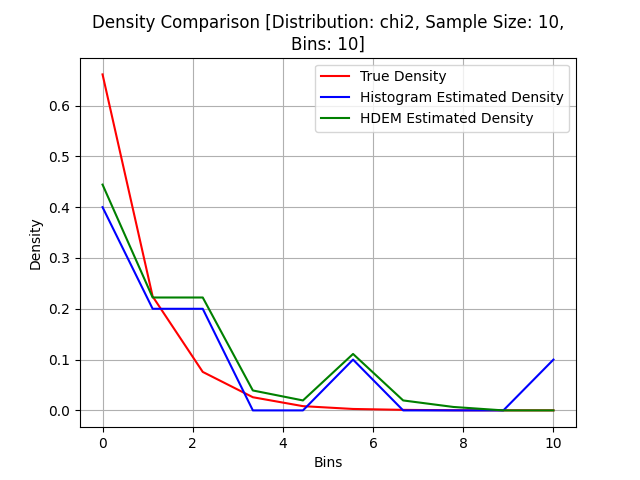 Density Comparison [Distribution: chi2, Sample Size: 10,
Bins: 10]
True Density
Histogram Estimated Density
HDEM Estimated Density
Density
0.6
0.5
0.4
0.3
0.2
0.1
0.0
0 2 4 6 8 10
Bins